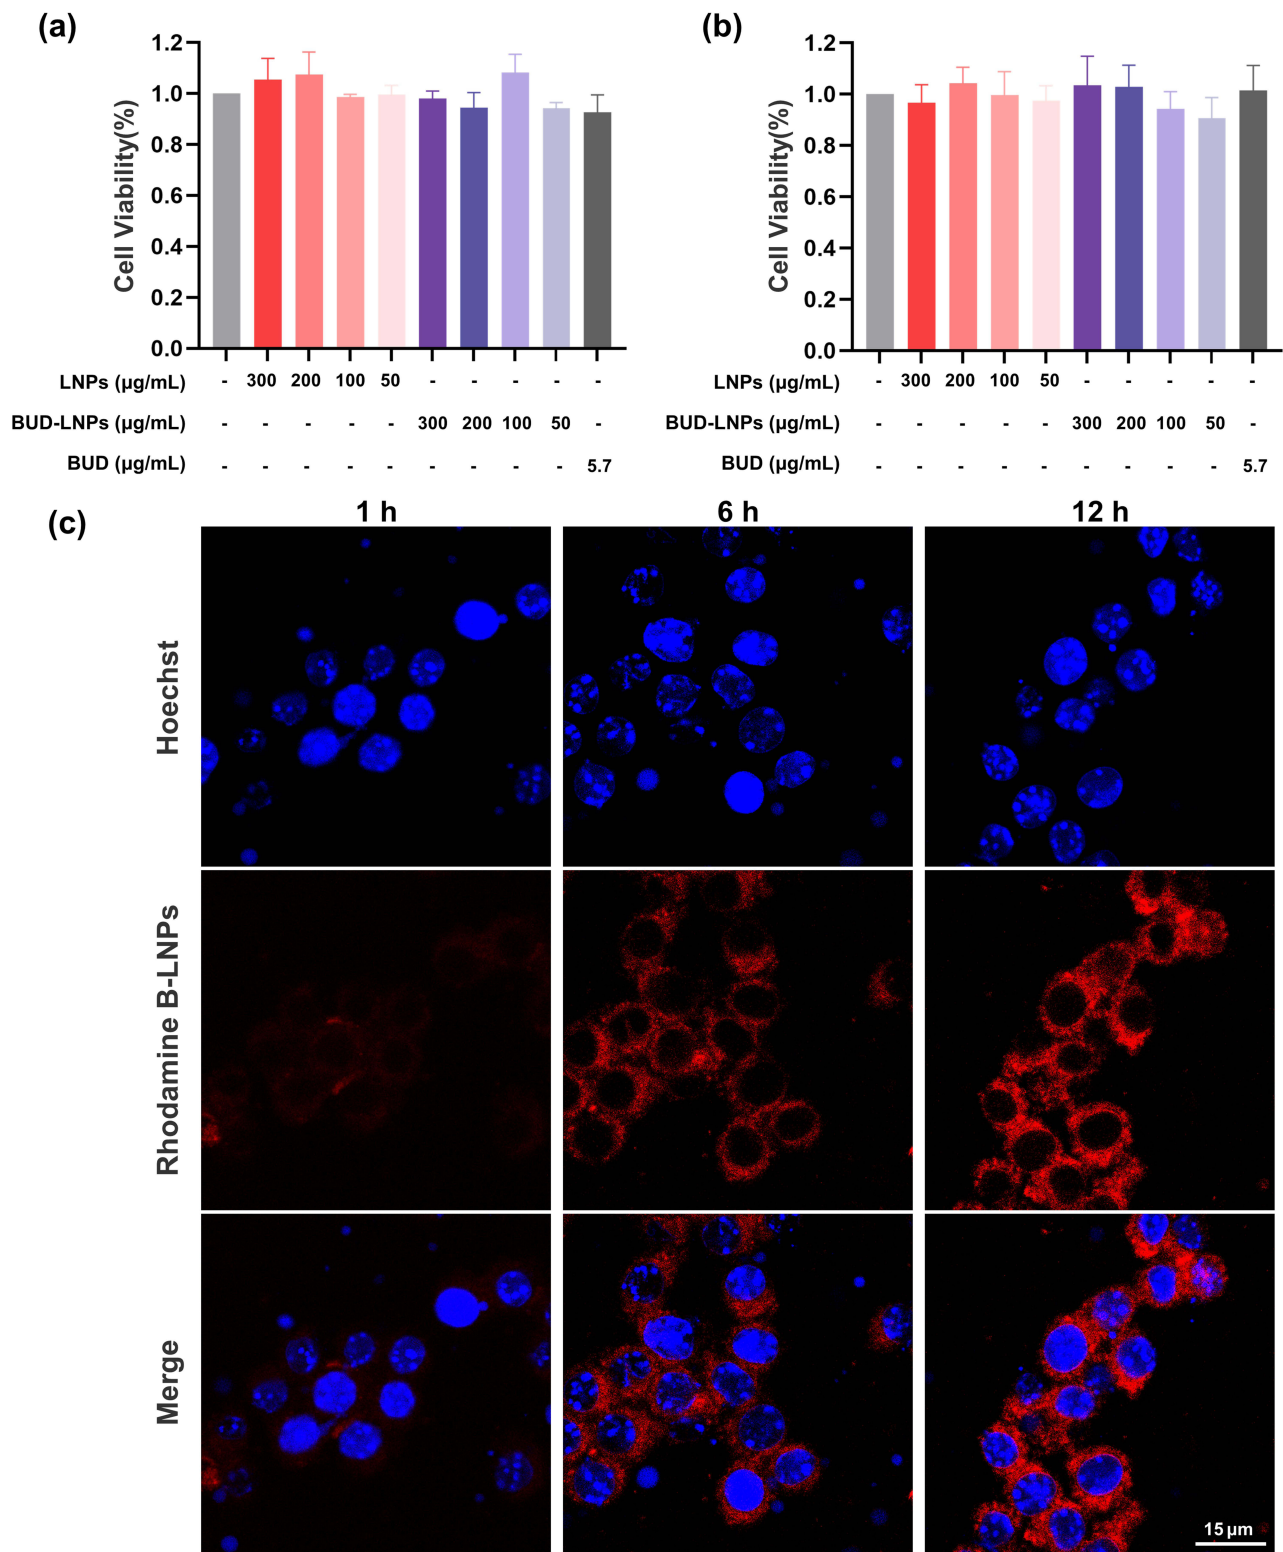 (a)
1.2
1.0
0.8
0.6
0.4
0.2
0.0
Cell Viability(%)
LNPs (μg/mL) - 300 200 100 50 - - - - -
BUD-LNPs (μg/mL) - - - - - 300 200 100 50 -
BUD (μg/mL) - - - - - - - - - 5.7
(b)
1.2
1.0
0.8
0.6
0.4
0.2
0.0
Cell Viability(%)
LNPs (μg/mL) - 300 200 100 50 - - - - -
BUD-LNPs (μg/mL) - - - - - 300 200 100 50 -
BUD (μg/mL) - - - - - - - - - 5.7
(c)
1 h 6 h 12 h
Hoechst
Rhodamine B-LNPs
Merge
15 μm